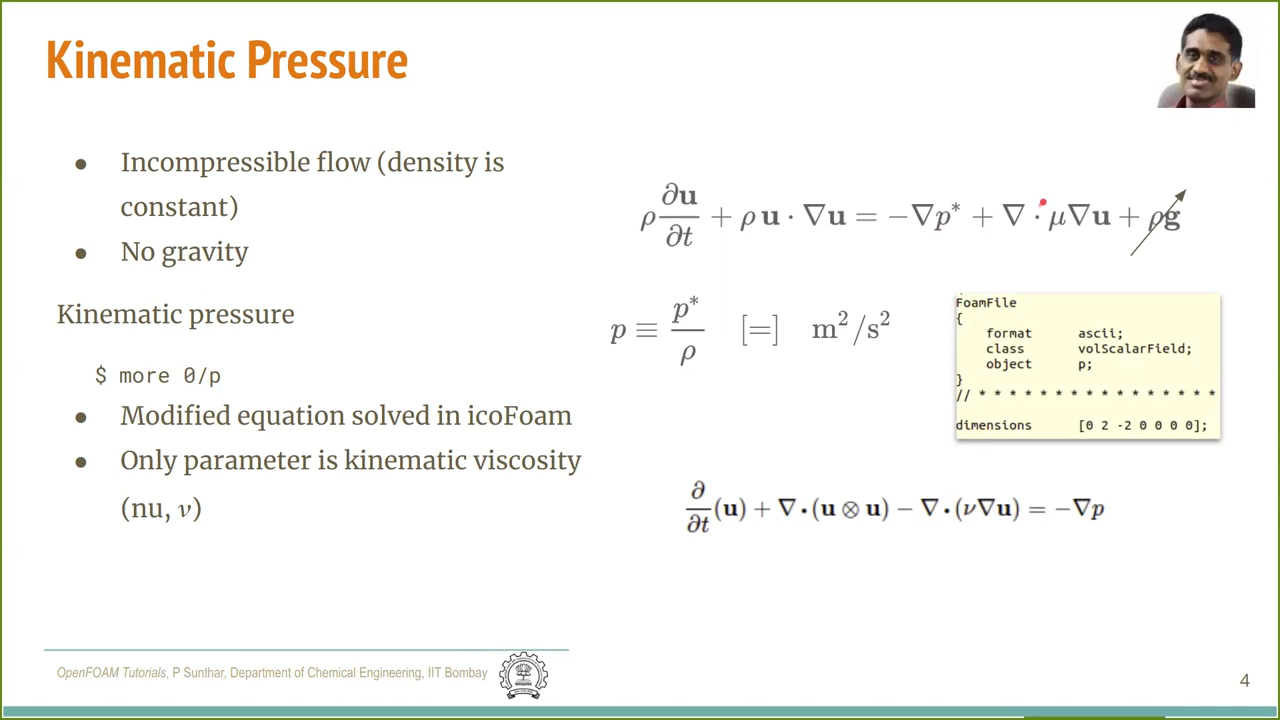 Kinematic Pressure
● Incompressible flow (density is
constant)
● No gravity
Kinematic pressure
$ more 0/p
● Modified equation solved in icoFoam
● Only parameter is kinematic viscosity
(nu, ν)
ρ ∂u/∂t + ρ u · ∇u = −∇p* + ∇ · μ∇u + ρg
p ≡ p*/ρ [=] m²/s²
FoamFile
{
format ascii;
class volScalarField;
object p;
}
// * * * * * * * * * * * * * * * *
dimensions [0 2 -2 0 0 0 0];
∂/∂t (u) + ∇•(u ⊗ u) − ∇•(ν∇u) = −∇p
OpenFOAM Tutorials, P Sunthar, Department of Chemical Engineering, IIT Bombay
4